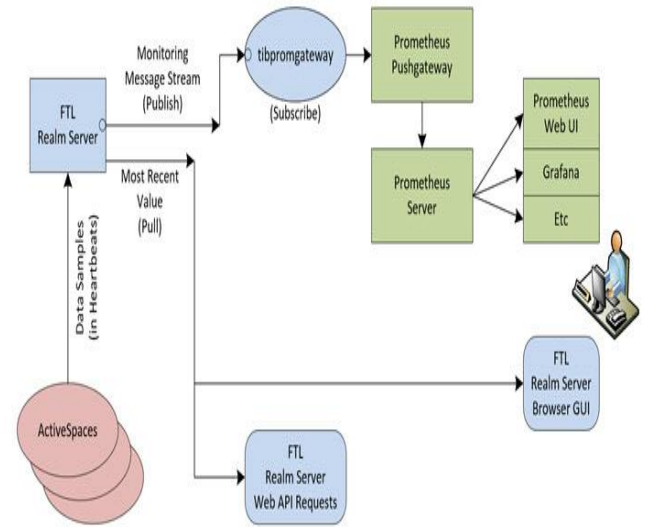 Monitoring
Message Stream
(Publish)
tibpromgateway
(Subscribe)
Prometheus
Pushgateway
FTL
Realm Server
Prometheus
Web UI
Grafana
Etc
Most Recent
Value
(Pull)
Prometheus
Server
Data Samples
(in Heartbeats)
FTL
Realm Server
Browser GUI
ActiveSpaces
FTL
Realm Server
Web API Requests